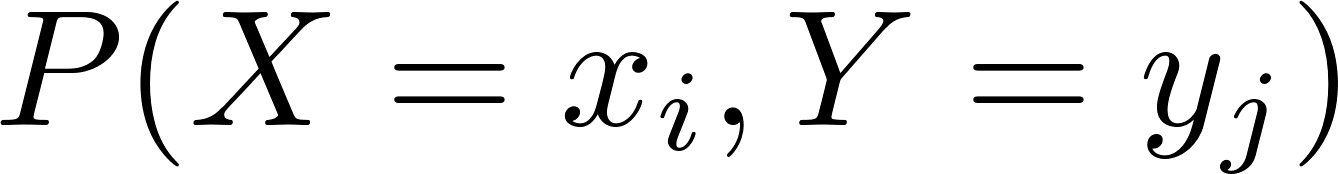 P(X = x_i, Y = y_j)